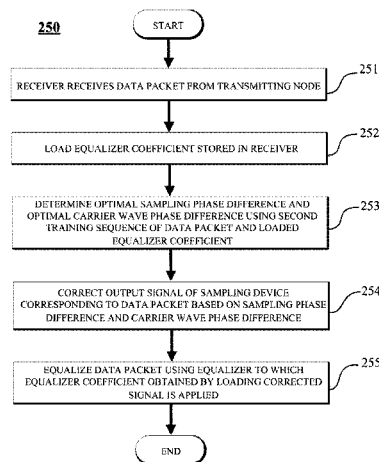 250
START
251
RECEIVER RECEIVES DATA PACKET FROM TRANSMITTING NODE
252
LOAD EQUALIZER COEFFICIENT STORED IN RECEIVER
253
DETERMINE OPTIMAL SAMPLING PHASE DIFFERENCE AND
OPTIMAL CARRIER WAVE PHASE DIFFERENCE USING SECOND
TRAINING SEQUENCE OF DATA PACKET AND LOADED
EQUALIZER COEFFICIENT
254
CORRECT OUTPUT SIGNAL OF SAMPLING DEVICE
CORRESPONDING TO DATA PACKET BASED ON SAMPLING PHASE
DIFFERENCE AND CARRIER WAVE PHASE DIFFERENCE
255
EQUALIZE DATA PACKET USING EQUALIZER TO WHICH
EQUALIZER COEFFICIENT OBTAINED BY LOADING CORRECTED
SIGNAL IS APPLIED
END